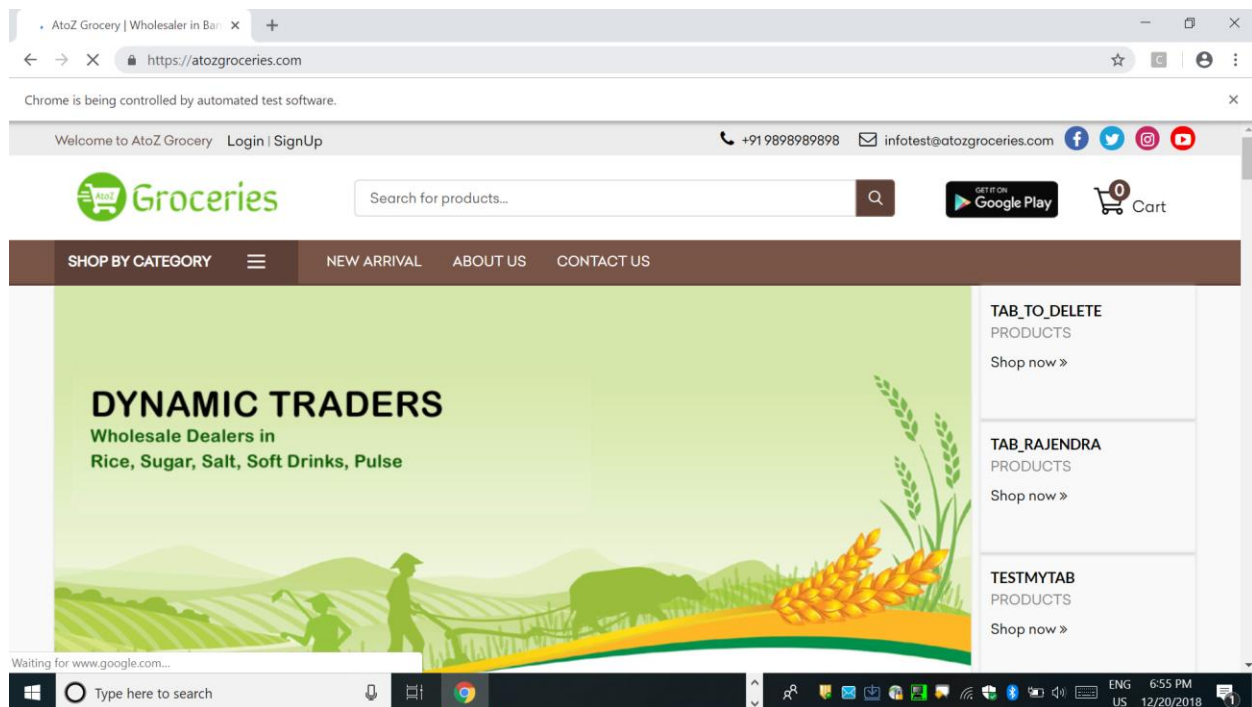 AtoZ Grocery | Wholesaler in Ban
https://atozgroceries.com
C
Chrome is being controlled by automated test software.
Welcome to AtoZ Grocery Login | SignUp +91 9898989898 infotest@atozgroceries.com
AtoZ Groceries
Search for products...
GET IT ON
Google Play
0
Cart
SHOP BY CATEGORY NEW ARRIVAL ABOUT US CONTACT US
DYNAMIC TRADERS
Wholesale Dealers in
Rice, Sugar, Salt, Soft Drinks, Pulse
TAB_TO_DELETE
PRODUCTS
Shop now »
TAB_RAJENDRA
PRODUCTS
Shop now »
TESTMYTAB
PRODUCTS
Shop now »
Waiting for www.google.com...
Type here to search
ENG
US
6:55 PM
12/20/2018
1